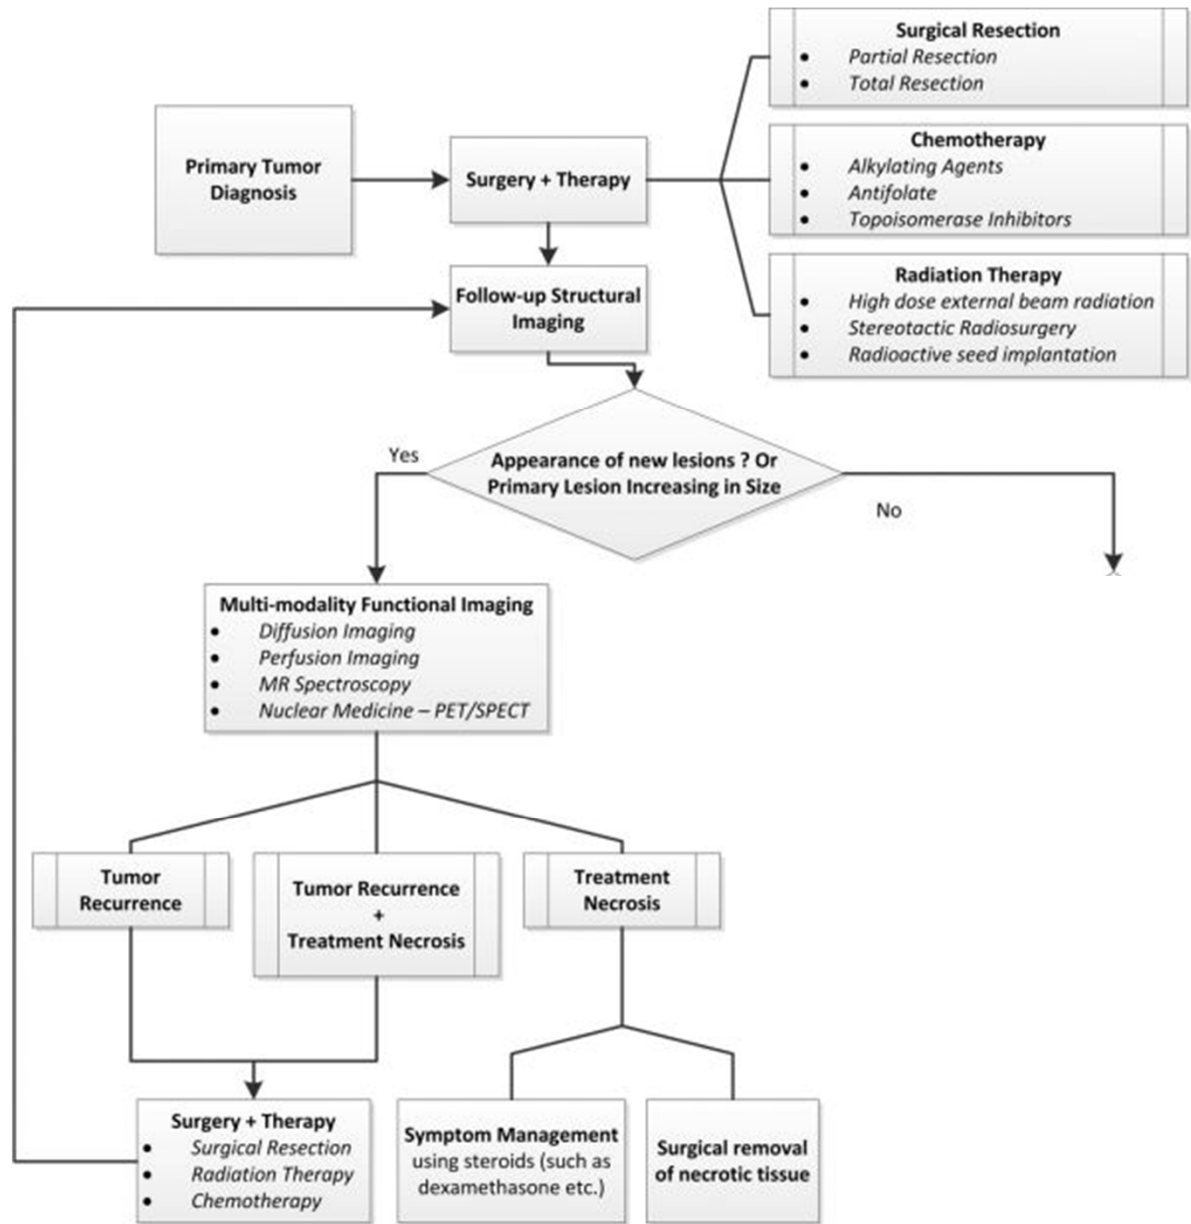 Surgical Resection
• Partial Resection
• Total Resection
Primary Tumor
Diagnosis
Surgery + Therapy
Chemotherapy
• Alkylating Agents
• Antifolate
• Topoisomerase Inhibitors
Follow-up Structural
Imaging
Radiation Therapy
• High dose external beam radiation
• Stereotactic Radiosurgery
• Radioactive seed implantation
Yes
Appearance of new lesions ? Or
Primary Lesion Increasing in Size
No
Multi-modality Functional Imaging
• Diffusion Imaging
• Perfusion Imaging
• MR Spectroscopy
• Nuclear Medicine – PET/SPECT
Tumor
Recurrence
Tumor Recurrence
+
Treatment Necrosis
Treatment
Necrosis
Surgery + Therapy
• Surgical Resection
• Radiation Therapy
• Chemotherapy
Symptom Management
using steroids (such as
dexamethasone etc.)
Surgical removal
of necrotic tissue